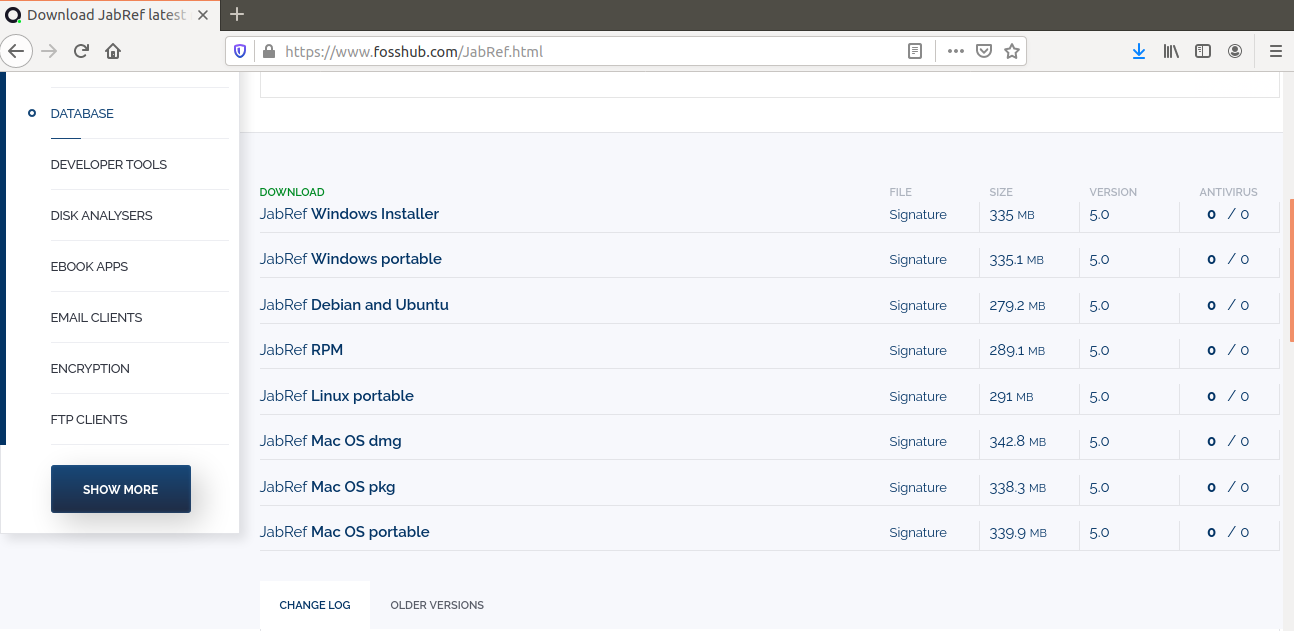 Download JabRef latest
https://www.fosshub.com/JabRef.html
DATABASE
DEVELOPER TOOLS
DISK ANALYSERS
EBOOK APPS
EMAIL CLIENTS
ENCRYPTION
FTP CLIENTS
SHOW MORE
DOWNLOAD FILE SIZE VERSION ANTIVIRUS
JabRef Windows Installer Signature 335 MB 5.0 0 / 0
JabRef Windows portable Signature 335.1 MB 5.0 0 / 0
JabRef Debian and Ubuntu Signature 279.2 MB 5.0 0 / 0
JabRef RPM Signature 289.1 MB 5.0 0 / 0
JabRef Linux portable Signature 291 MB 5.0 0 / 0
JabRef Mac OS dmg Signature 342.8 MB 5.0 0 / 0
JabRef Mac OS pkg Signature 338.3 MB 5.0 0 / 0
JabRef Mac OS portable Signature 339.9 MB 5.0 0 / 0
CHANGE LOG OLDER VERSIONS